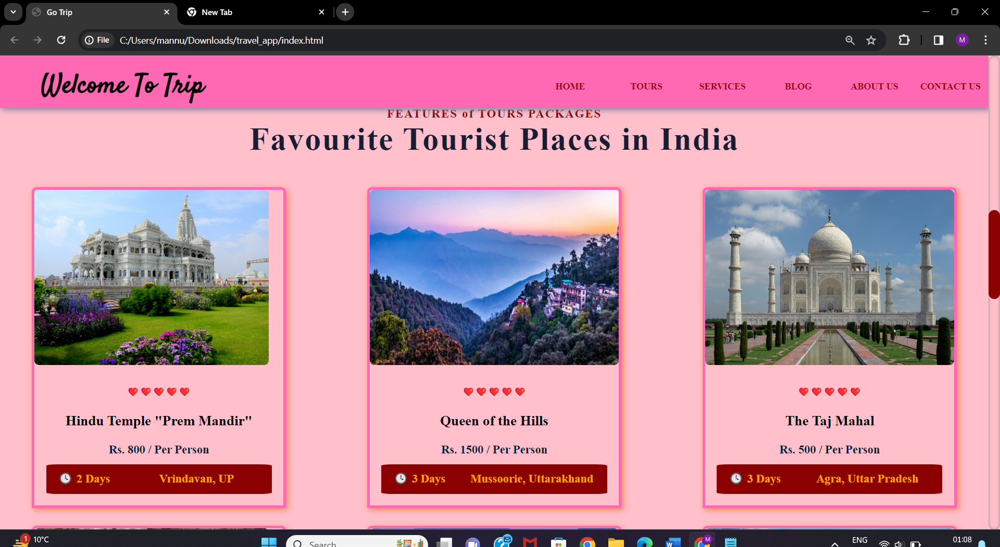 Go Trip
New Tab
File
C:/Users/mannu/Downloads/travel_app/index.html
M
Welcome To Trip
HOME
TOURS
SERVICES
BLOG
ABOUT US
CONTACT US
FEATURES of TOURS PACKAGES
Favourite Tourist Places in India
Hindu Temple "Prem Mandir"
Rs. 800 / Per Person
2 Days
Vrindavan, UP
Queen of the Hills
Rs. 1500 / Per Person
3 Days
Mussoorie, Uttarakhand
The Taj Mahal
Rs. 500 / Per Person
3 Days
Agra, Uttar Pradesh
1
10°C
Search
W
M
ENG
01:08